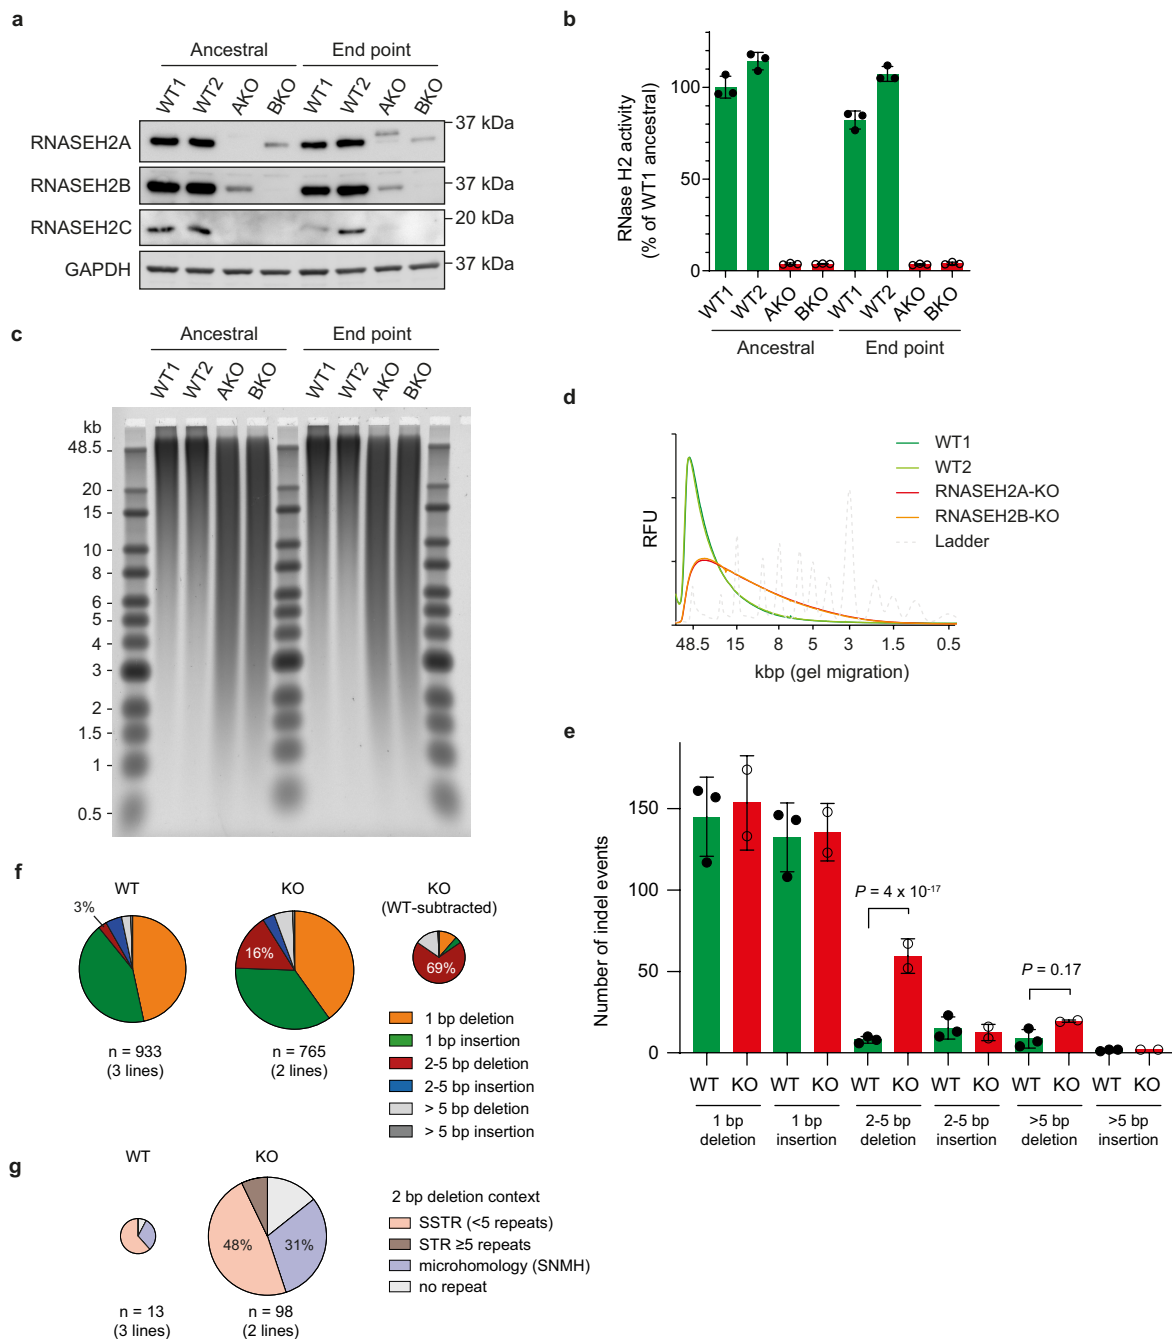 a
Ancestral
End point
WT1 WT2 AKO BKO WT1 WT2 AKO BKO
37 kDa
RNASEH2A
RNASEH2B
37 kDa
20 kDa
RNASEH2C
GAPDH
37 kDa
b
RNase H2 activity
(% of WT1 ancestral)
100
50
0
WT1 WT2 AKO BKO WT1 WT2 AKO BKO
Ancestral
End point
c
Ancestral
End point
WT1 WT2 AKO BKO WT1 WT2 AKO BKO
kb
48.5
20
15
10
8
6
5
4
3
2
1.5
1
0.5
d
RFU
WT1
WT2
RNASEH2A-KO
RNASEH2B-KO
Ladder
48.5 15 8 5 3 1.5 0.5
kbp (gel migration)
e
Number of indel events
150
100
50
0
P = 4 x 10-17
P = 0.17
WT KO WT KO WT KO WT KO WT KO WT KO
1 bp deletion
1 bp insertion
2-5 bp deletion
2-5 bp insertion
>5 bp deletion
>5 bp insertion
f
WT
3%
n = 933
(3 lines)
KO
16%
n = 765
(2 lines)
KO
(WT-subtracted)
69%
1 bp deletion
1 bp insertion
2-5 bp deletion
2-5 bp insertion
> 5 bp deletion
> 5 bp insertion
g
WT
n = 13
(3 lines)
KO
48%
31%
n = 98
(2 lines)
2 bp deletion context
SSTR (<5 repeats)
STR ≥5 repeats
microhomology (SNMH)
no repeat